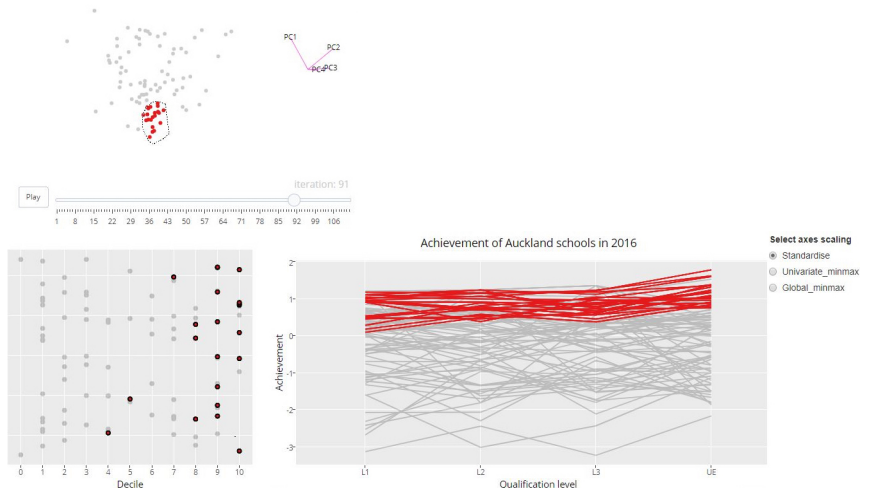 PC1
PC2
PC4 PC3
Iteration: 91
Play
1 8 15 22 29 36 43 50 57 64 71 78 85 92 99 106
Achievement of Auckland schools in 2016
Select axes scaling
Standardise
Univariate_minmax
Global_minmax
2
1
0
-1
-2
-3
Achievement
L1 L2 L3 UE
Qualification level
0 1 2 3 4 5 6 7 8 9 10
Decile